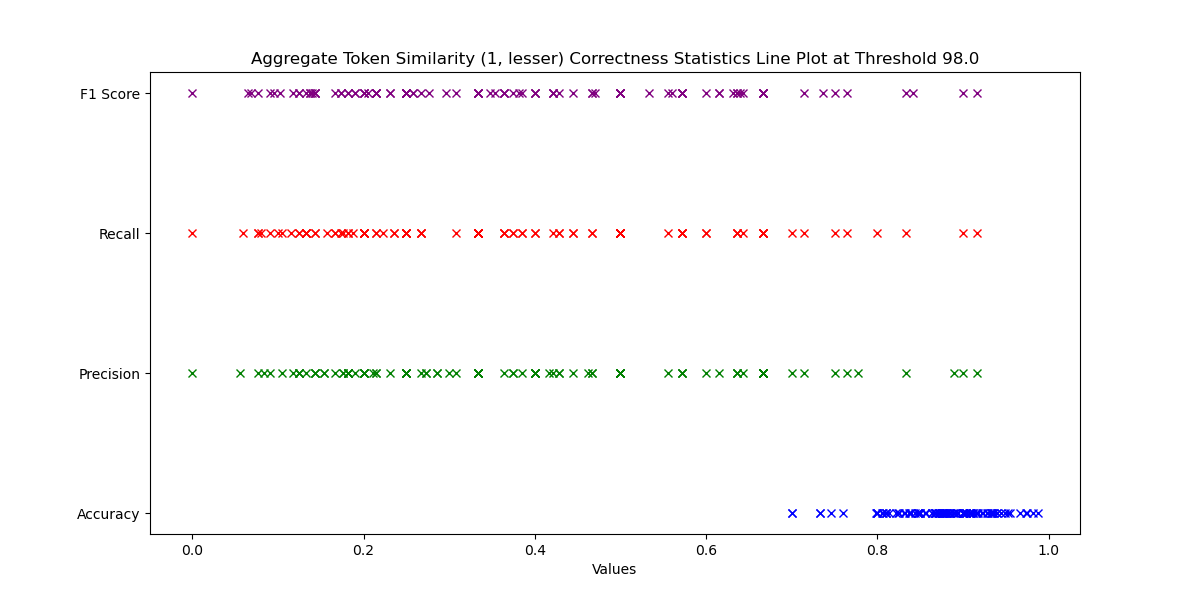 Aggregate Token Similarity (1, lesser) Correctness Statistics Line Plot at Threshold 98.0
F1 Score
Recall
Precision
Accuracy
0.0 0.2 0.4 0.6 0.8 1.0
Values